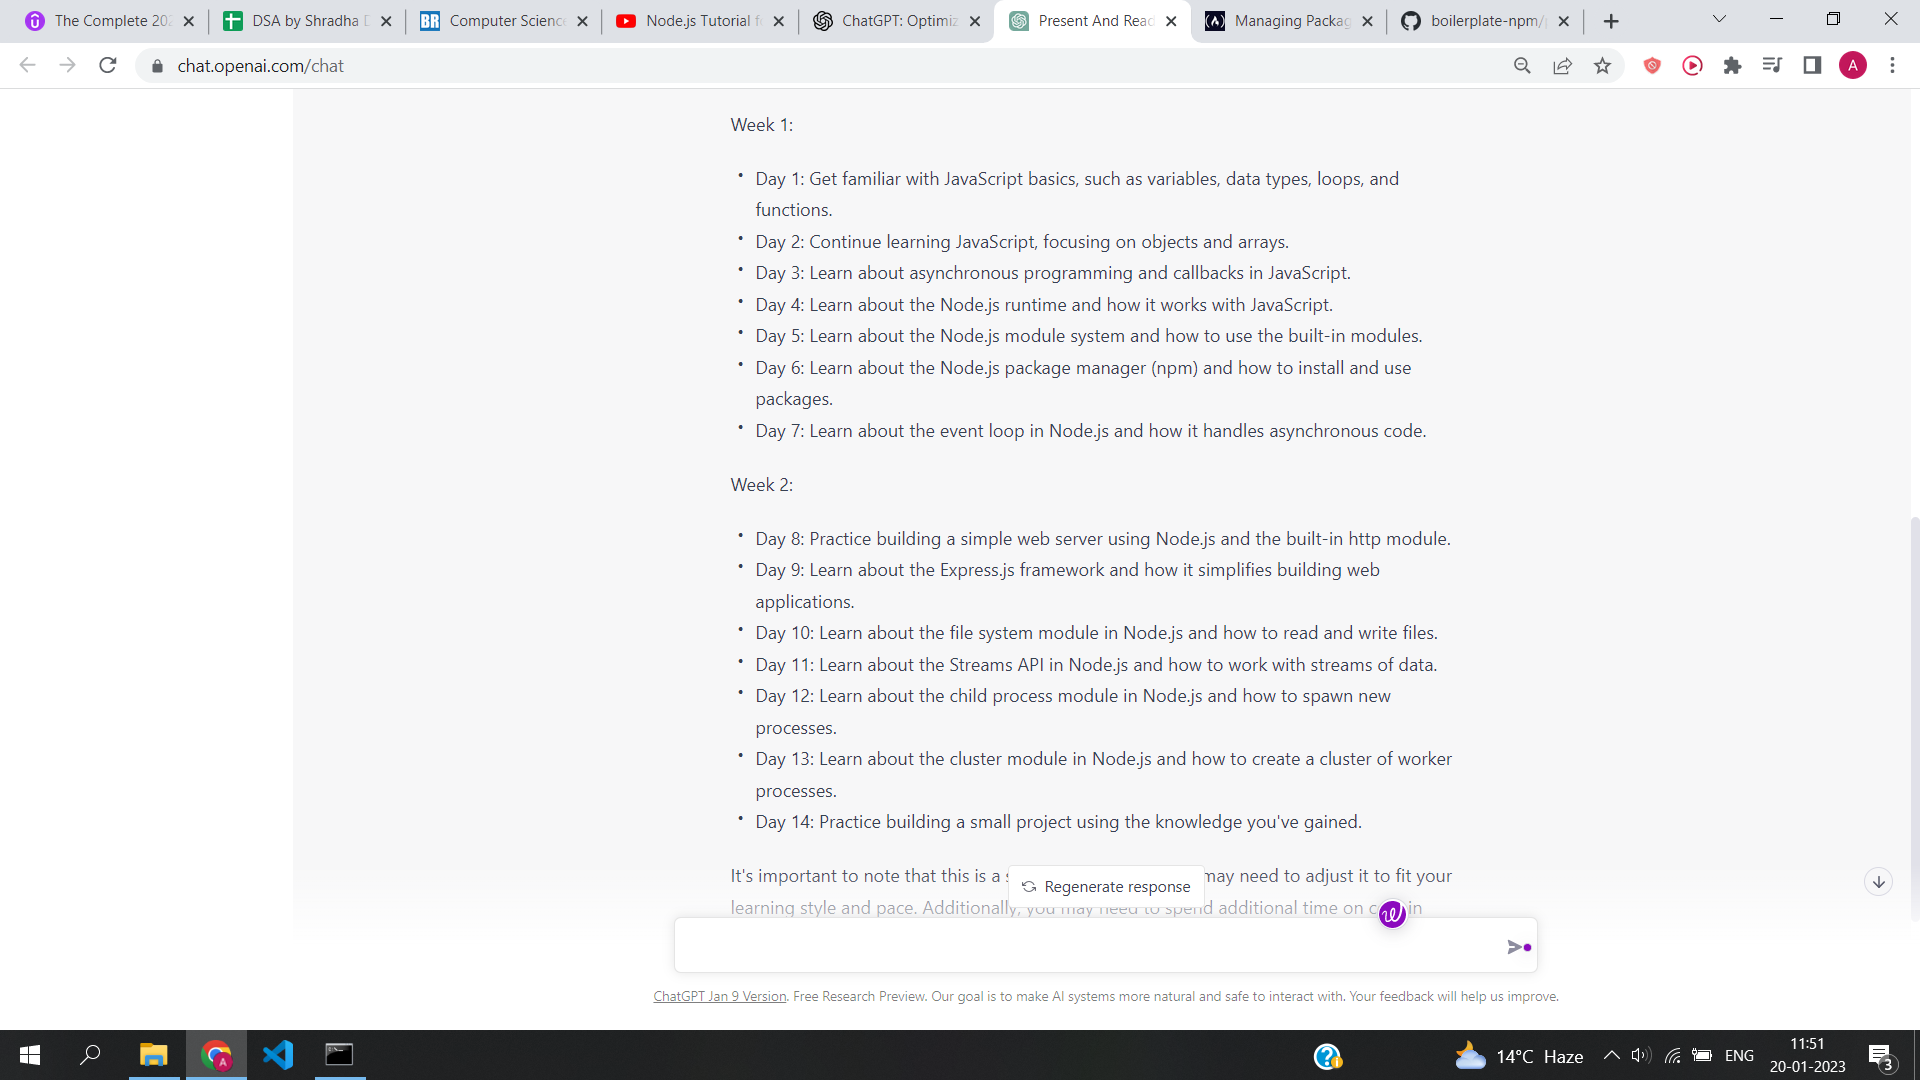 The Complete 202
DSA by Shradha D
Computer Science
Node.js Tutorial f
ChatGPT: Optimiz
Present And Read
Managing Packag
boilerplate-npm/
chat.openai.com/chat
A
Week 1:
• Day 1: Get familiar with JavaScript basics, such as variables, data types, loops, and
functions.
• Day 2: Continue learning JavaScript, focusing on objects and arrays.
• Day 3: Learn about asynchronous programming and callbacks in JavaScript.
• Day 4: Learn about the Node.js runtime and how it works with JavaScript.
• Day 5: Learn about the Node.js module system and how to use the built-in modules.
• Day 6: Learn about the Node.js package manager (npm) and how to install and use
packages.
• Day 7: Learn about the event loop in Node.js and how it handles asynchronous code.
Week 2:
• Day 8: Practice building a simple web server using Node.js and the built-in http module.
• Day 9: Learn about the Express.js framework and how it simplifies building web
applications.
• Day 10: Learn about the file system module in Node.js and how to read and write files.
• Day 11: Learn about the Streams API in Node.js and how to work with streams of data.
• Day 12: Learn about the child process module in Node.js and how to spawn new
processes.
• Day 13: Learn about the cluster module in Node.js and how to create a cluster of worker
processes.
• Day 14: Practice building a small project using the knowledge you've gained.
It's important to note that this is a may need to adjust it to fit your
Regenerate response
learning style and pace. Additionally, you may need to spend additional time on in
ChatGPT Jan 9 Version. Free Research Preview. Our goal is to make AI systems more natural and safe to interact with. Your feedback will help us improve.
14°C Haze
ENG
11:51
20-01-2023
3